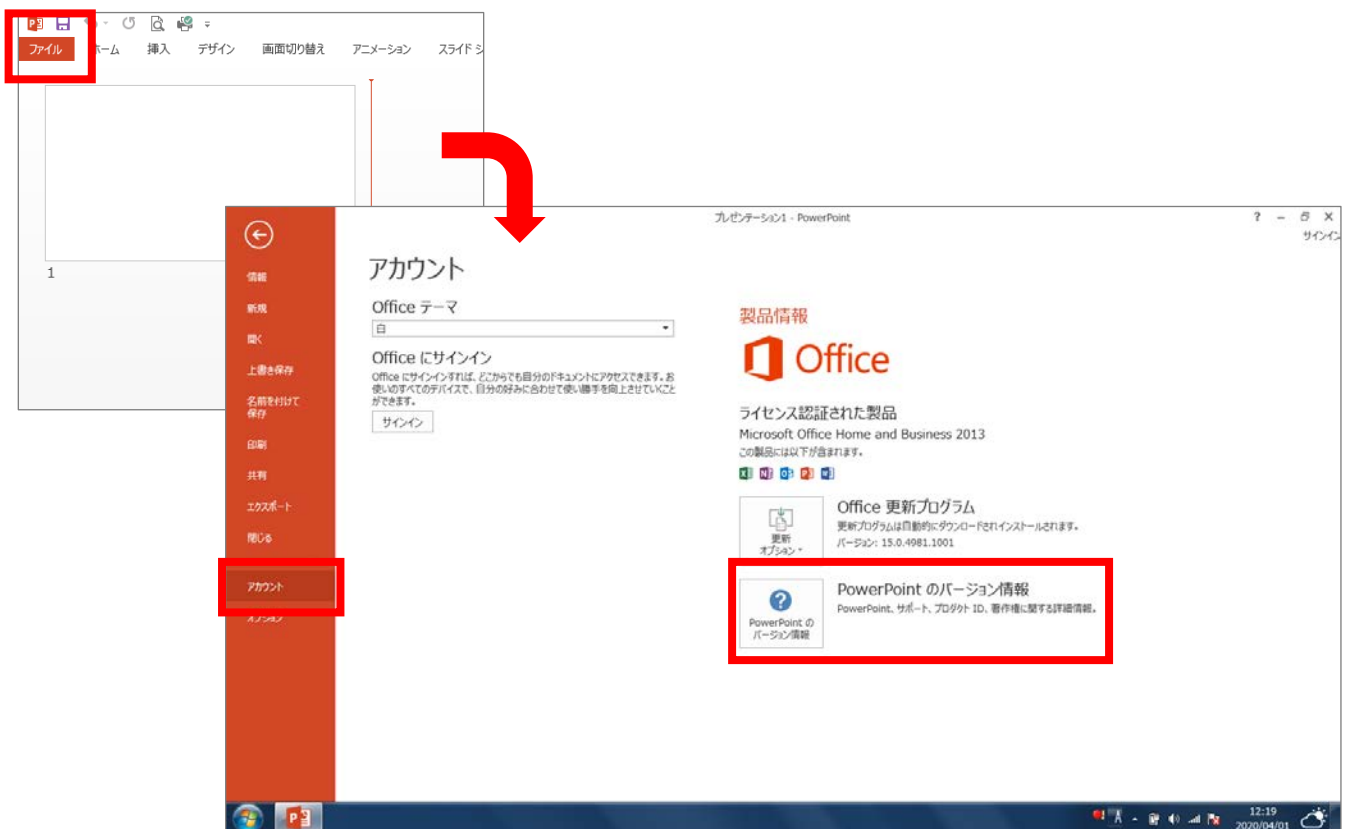 ファイル
ホーム
挿入
デザイン
画面切り替え
アニメーション
スライド シ
1
プレゼンテーション1 - PowerPoint
?
サインイン
情報
新規
開く
上書き保存
名前を付けて
保存
印刷
共有
エクスポート
閉じる
アカウント
オプション
アカウント
Office テーマ
白
Office にサインイン
Office にサインインすれば、どこからでも自分のドキュメントにアクセスできます。お
使いのすべてのデバイスで、自分の好みに合わせて使い勝手を向上させていくこと
ができます。
サインイン
製品情報
Office
ライセンス認証された製品
Microsoft Office Home and Business 2013
この製品には以下が含まれます。
更新
オプション
Office 更新プログラム
更新プログラムは自動的にダウンロードされインストールされます。
バージョン: 15.0.4981.1001
PowerPoint の
バージョン情報
PowerPoint のバージョン情報
PowerPoint、サポート、プロダクト ID、著作権に関する詳細情報。
A
12:19
2020/04/01